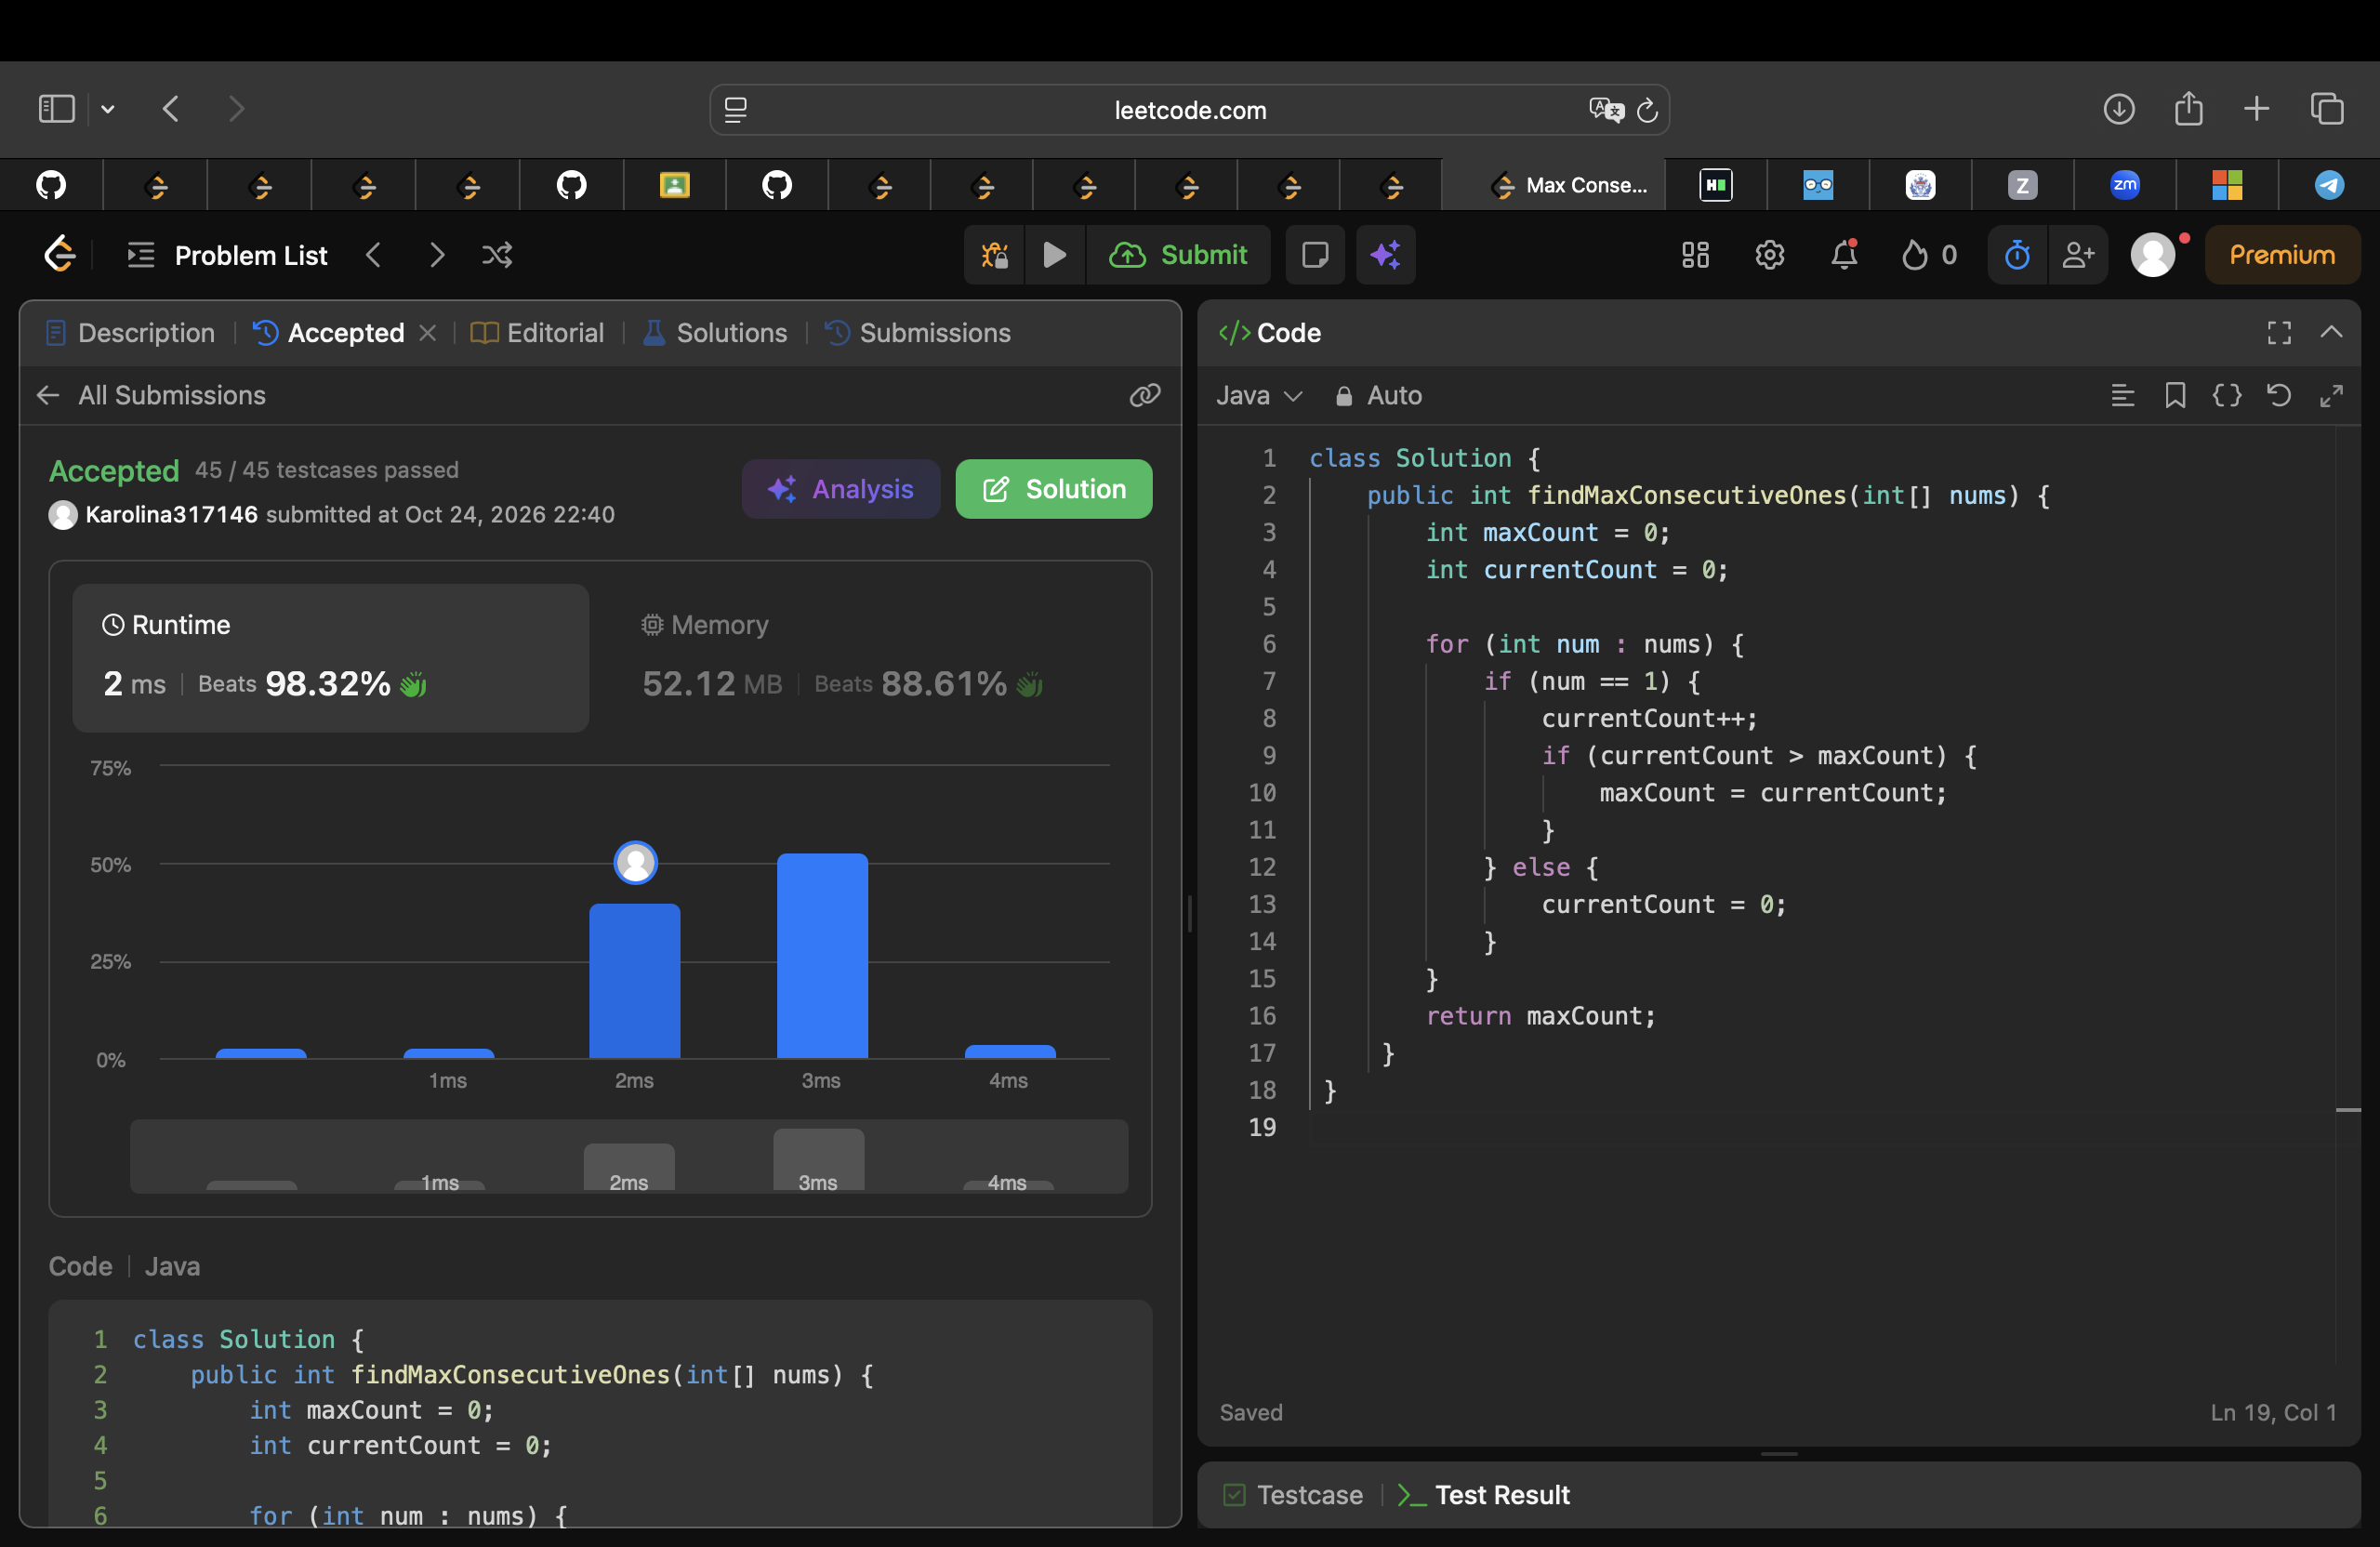 leetcode.com
Max Conse...
Z
zm
Problem List
Submit
0
Premium
Description
Accepted
Editorial
Solutions
Submissions
All Submissions
Accepted 45 / 45 testcases passed
Karolina317146 submitted at Oct 24, 2026 22:40
Analysis
Solution
Runtime
2 ms | Beats 98.32%
Memory
52.12 MB | Beats 88.61%
75%
50%
25%
0%
1ms 2ms 3ms 4ms
1ms 2ms 3ms 4ms
Code | Java
1 class Solution {
2 public int findMaxConsecutiveOnes(int[] nums) {
3 int maxCount = 0;
4 int currentCount = 0;
5
6 for (int num : nums) {
</> Code
Java Auto
1 class Solution {
2 public int findMaxConsecutiveOnes(int[] nums) {
3 int maxCount = 0;
4 int currentCount = 0;
5
6 for (int num : nums) {
7 if (num == 1) {
8 currentCount++;
9 if (currentCount > maxCount) {
10 maxCount = currentCount;
11 }
12 } else {
13 currentCount = 0;
14 }
15 }
16 return maxCount;
17 }
18 }
19
Saved
Ln 19, Col 1
Testcase
Test Result